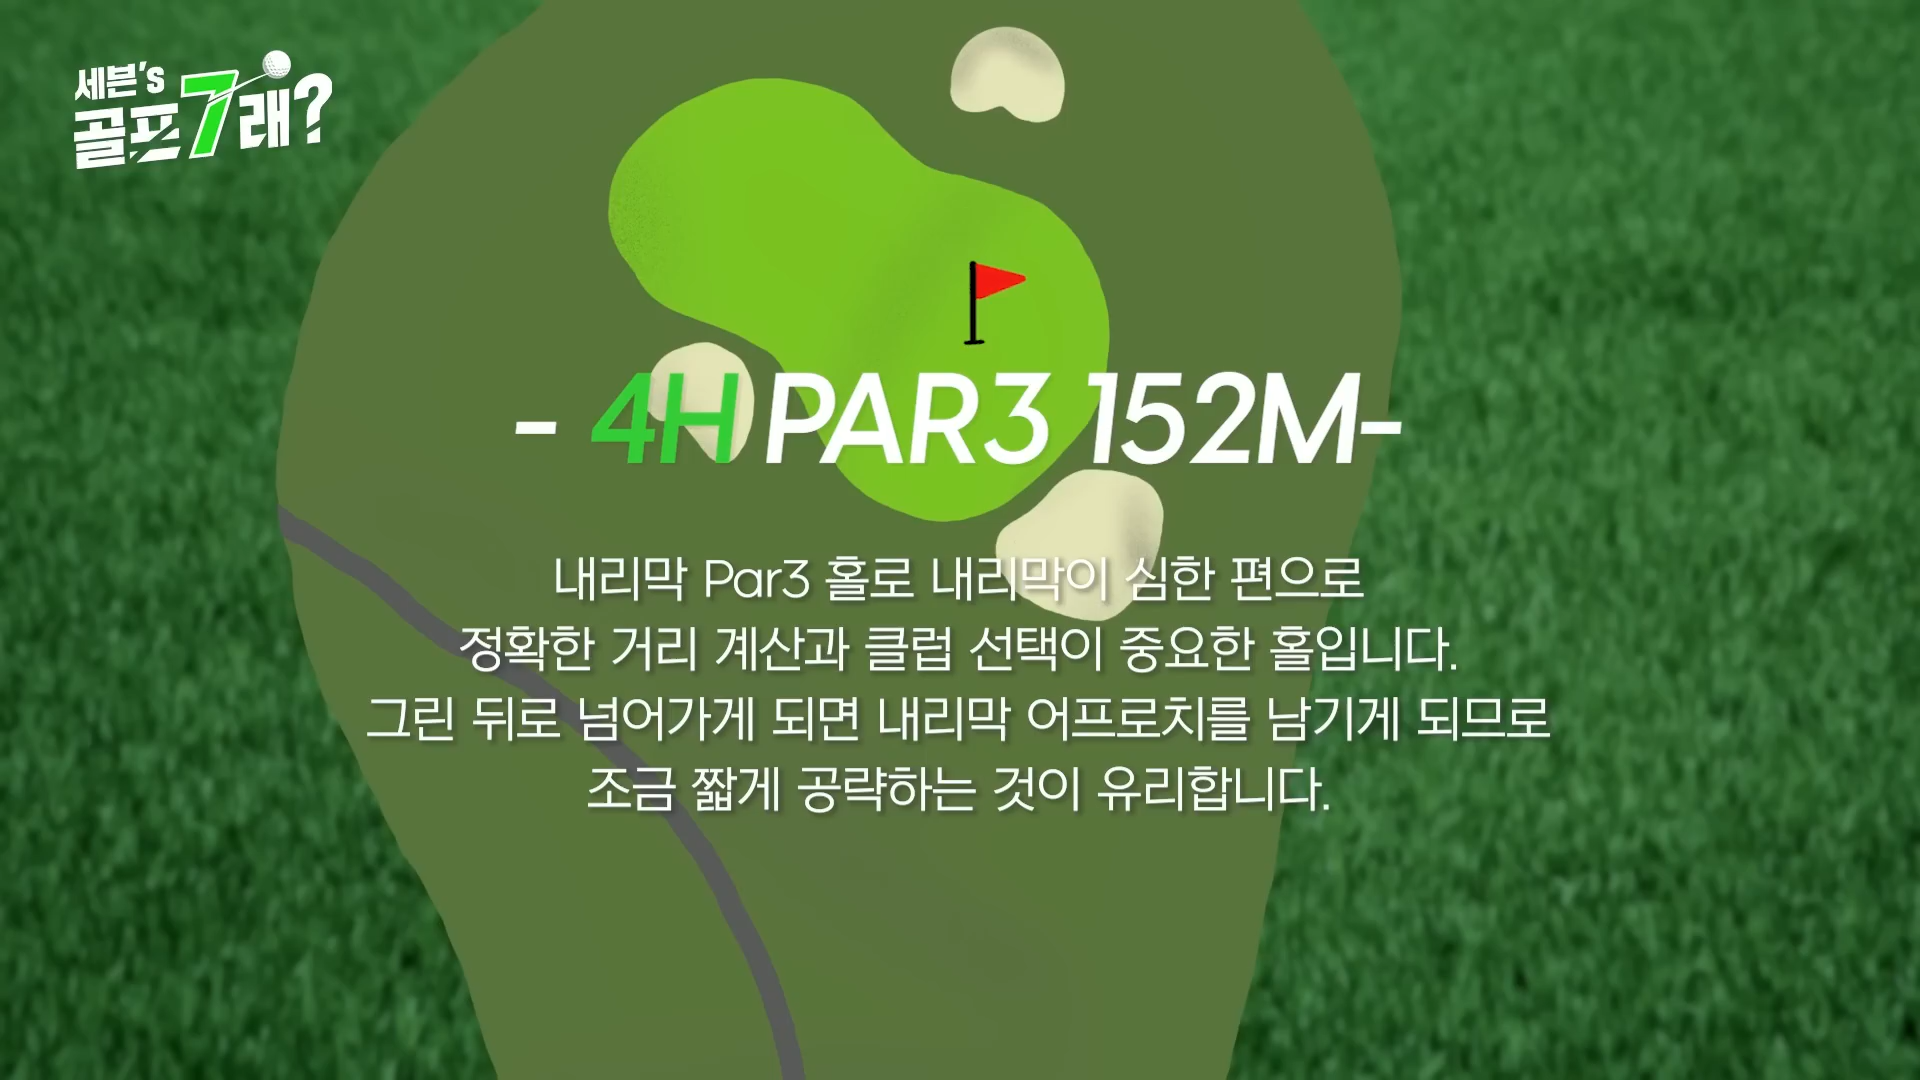 세븐's
골프7래?
- 4H PAR3 152M-
내리막 Par3 홀로 내리막이 심한 편으로
정확한 거리 계산과 클럽 선택이 중요한 홀입니다.
그린 뒤로 넘어가게 되면 내리막 어프로치를 남기게 되므로
조금 짧게 공략하는 것이 유리합니다.